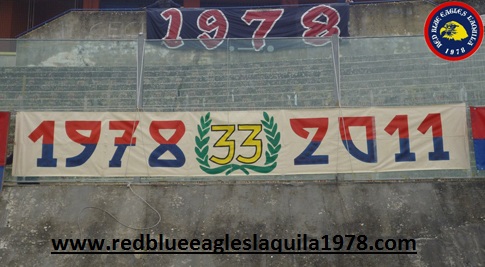 1978
RED BLUE EAGLES L'AQUILA
1978
1978 33 2011
www.redblueeagleslaquila1978.com